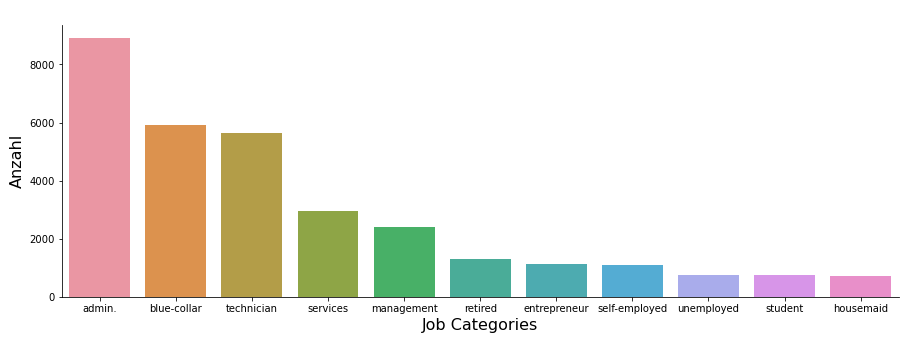 8000
6000
4000
2000
0
Anzahl
admin. blue-collar technician services management retired entrepreneur self-employed unemployed student housemaid
Job Categories